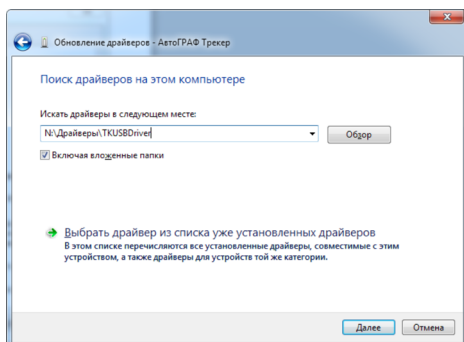 Обновление драйверов - АвтоГРАФ Трекер
Поиск драйверов на этом компьютере
Искать драйверы в следующем месте:
N:\Драйверы\TKUSBDriver
Обзор
Включая вложенные папки
Выбрать драйвер из списка уже установленных драйверов
В этом списке перечисляются все установленные драйверы, совместимые с этим
устройством, а также драйверы для устройств той же категории.
Далее
Отмена